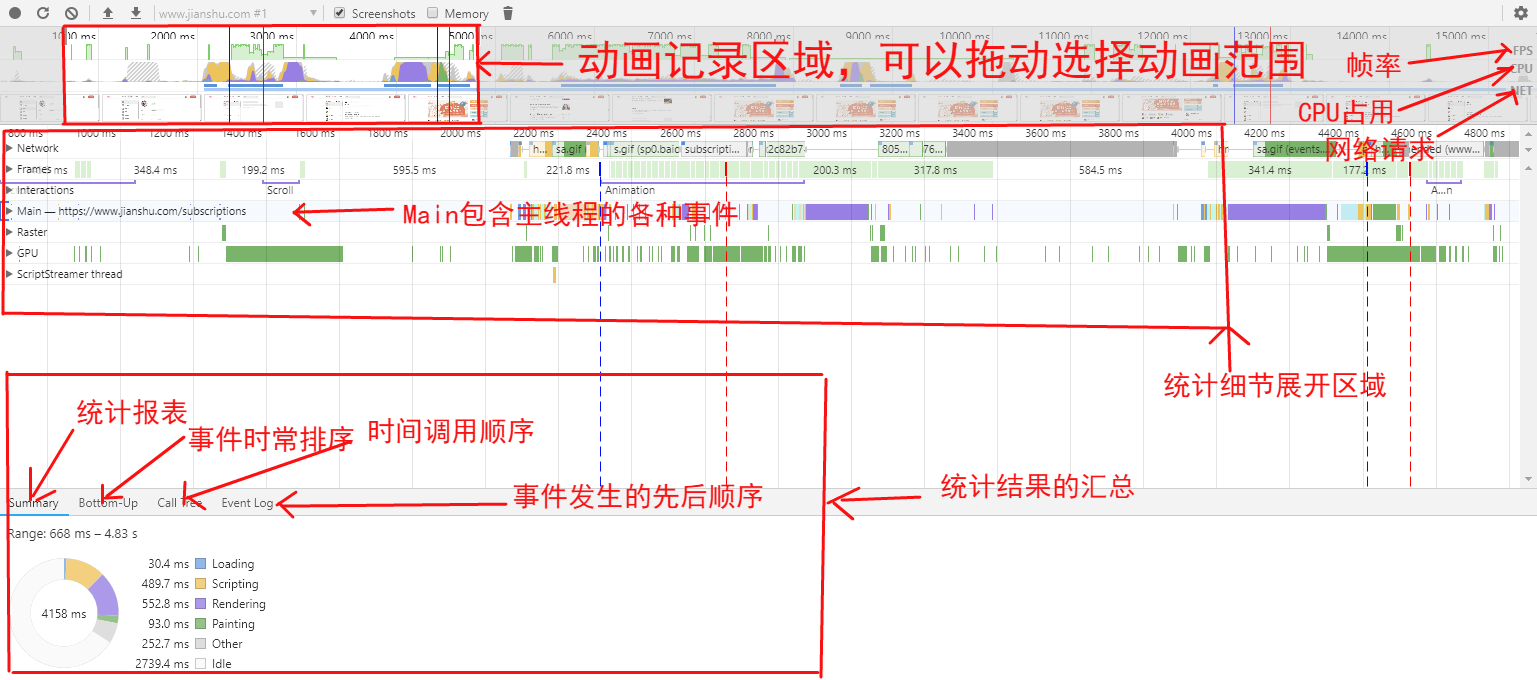 www.jianshu.com #1 Screenshots Memory
2000 ms 3000 ms 4000 ms 5000 ms 6000 ms 7000 ms 8000 ms 9000 ms 10000 ms 11000 ms 12000 ms 13000 ms 14000 ms 15000 ms
动画记录区域，可以拖动选择动画范围
帧率
FPS
CPU
CPU占用
NET
网络请求
800 ms 1000 ms 1200 ms 1400 ms 1600 ms 1800 ms 2000 ms 2200 ms 2400 ms 2600 ms 2800 ms 3000 ms 3200 ms 3400 ms 3600 ms 3800 ms 4000 ms 4200 ms 4400 ms 4600 ms 4800 ms
Network h... sa.gif s.gif (sp0.baid subscripti... 2c82b7 805... 76... sa.gif (events... (www...
Frames ms 348.4 ms 199.2 ms 595.5 ms 221.8 ms 200.3 ms 317.8 ms 584.5 ms 341.4 ms 177.2 ms
Interactions Scroll Animation A...n
Main — https://www.jianshu.com/subscriptions
Main包含主线程的各种事件
Raster
GPU
ScriptStreamer thread
统计细节展开区域
统计报表
事件时常排序
时间调用顺序
事件发生的先后顺序
统计结果的汇总
Summary Bottom-Up Call Tree Event Log
Range: 668 ms – 4.83 s
4158 ms
30.4 ms Loading
489.7 ms Scripting
552.8 ms Rendering
93.0 ms Painting
252.7 ms Other
2739.4 ms Idle